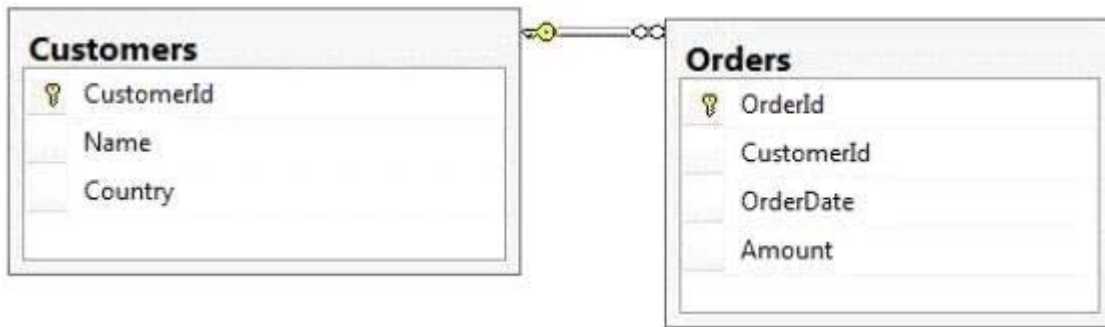 Customers
CustomerId
Name
Country
Orders
OrderId
CustomerId
OrderDate
Amount